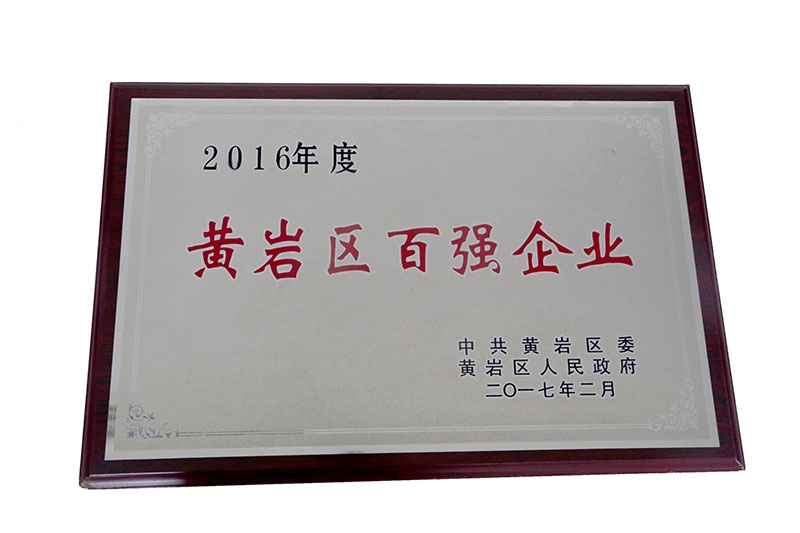 2016年度
黄岩区百强企业
中共黄岩区委
黄岩区人民政府
二〇一七年二月